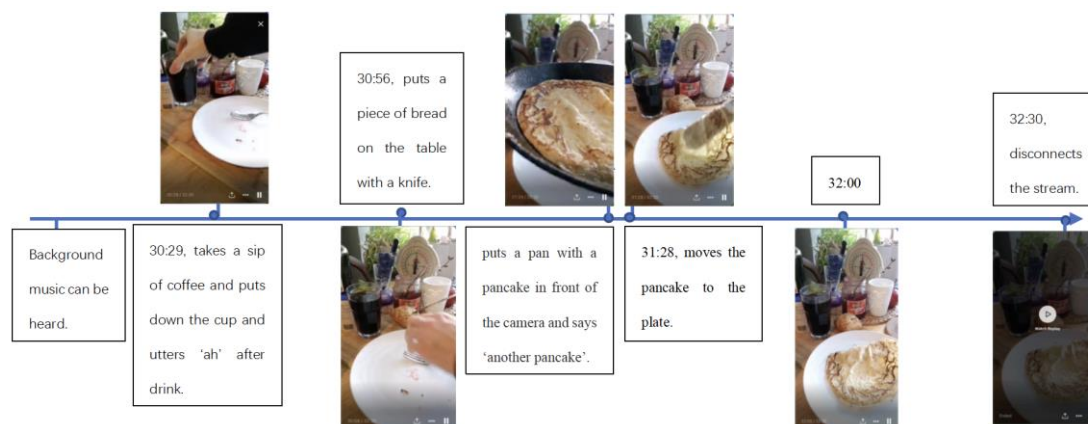 Background
music can be
heard.
30:29, takes a sip
of coffee and puts
down the cup and
utters 'ah' after
drink.
30:56, puts a
piece of bread
on the table
with a knife.
puts a pan with a
pancake in front of
the camera and says
'another pancake'.
31:28, moves the
pancake to the
plate.
32:00
32:30,
disconnects
the stream.